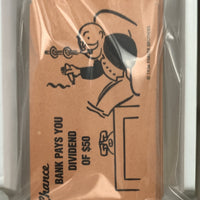 Chance
BANK PAYS YOU
DIVIDEND
OF $50